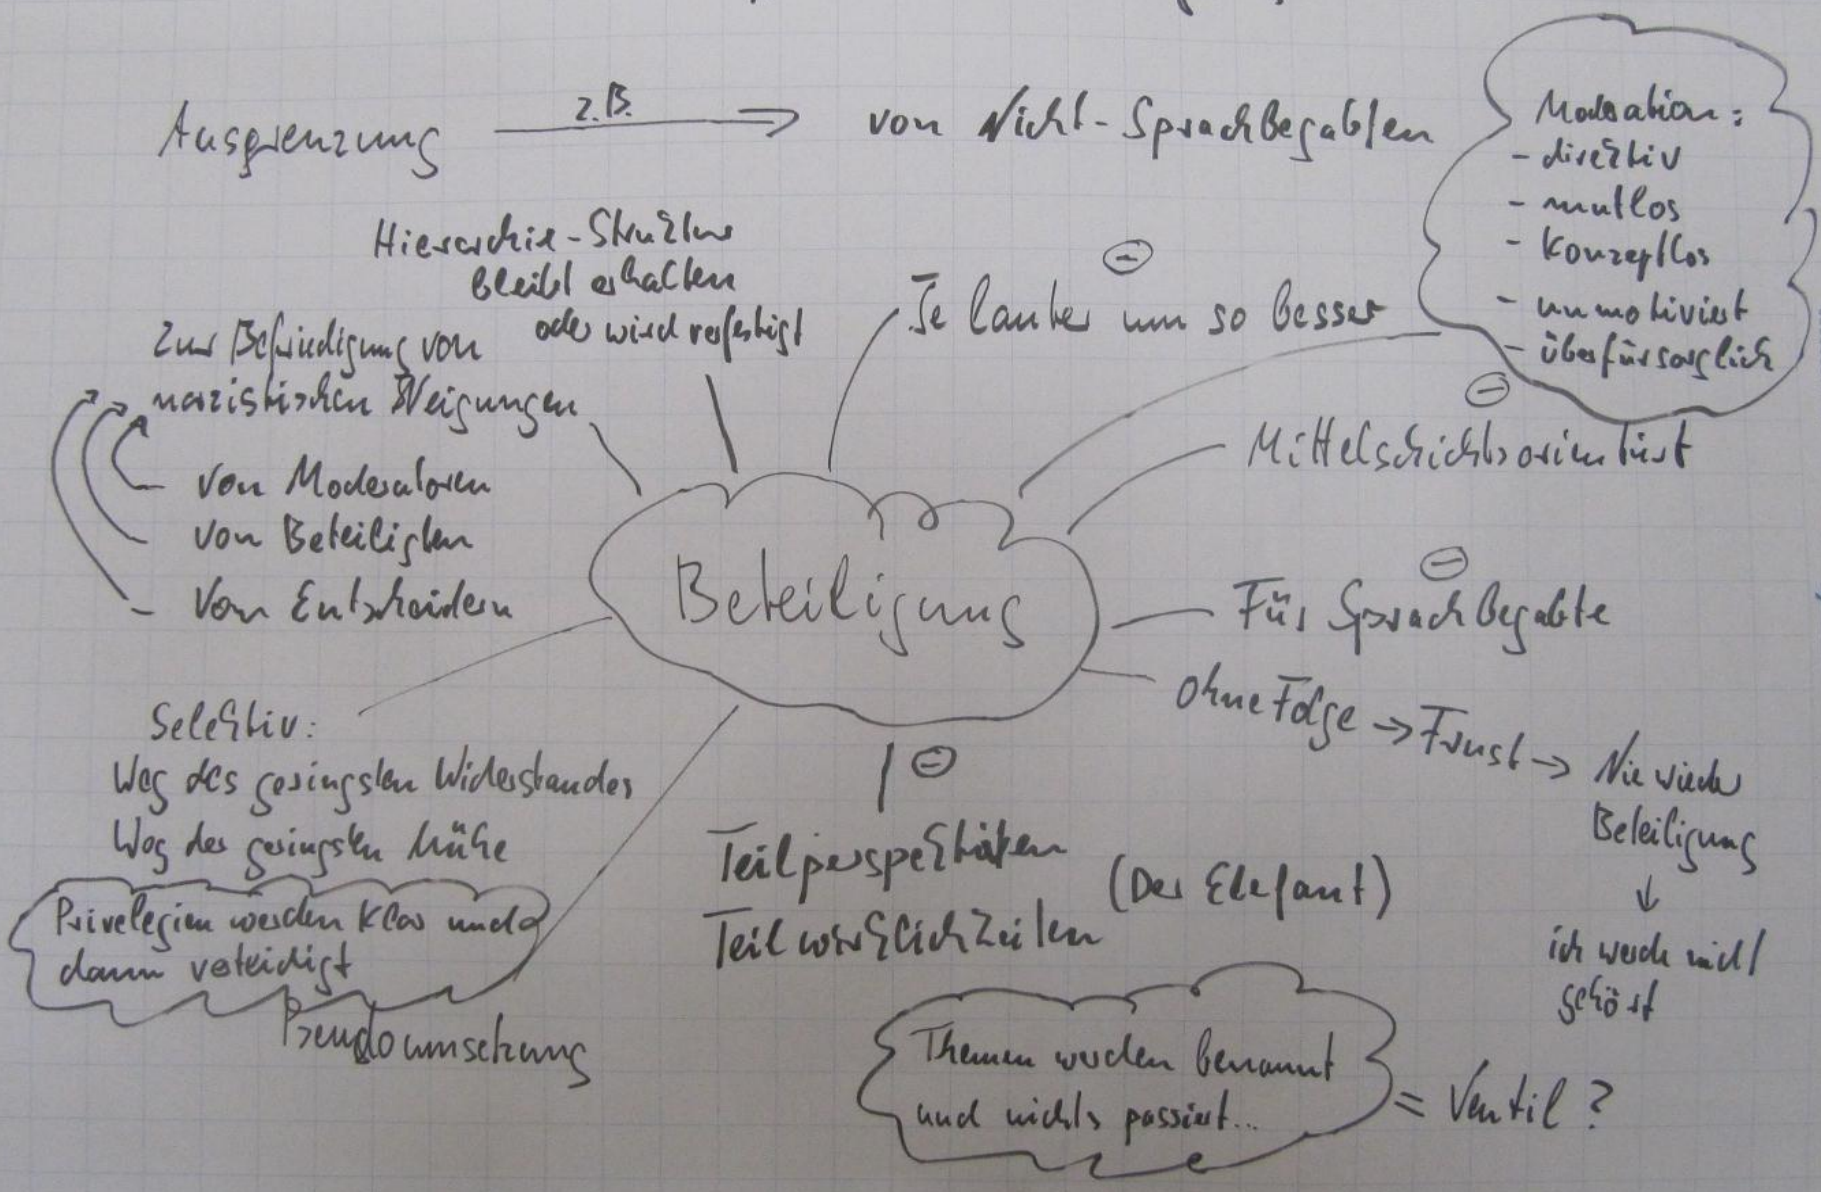 Ausgrenzung z.B. von Nicht-Sprachbegabten
Moderation:
- direktiv
- mutlos
- konzeptlos
- unmotiviert
- überfürsorglich
Hierarchie-Struktur
bleibt erhalten
oder wird verfestigt
Je lauter um so besser
Zur Befriedigung von
narzistischen Neigungen
von Moderatoren
von Beteiligten
von Entscheidern
Mittelschichtsorientiert
Beteiligung
Für Sprachbegabte
Ohne Folge → Frust → Nie wieder
Beteiligung
↓
ich werde nicht
gehört
Selektiv:
Weg des geringsten Widerstandes
Weg der geringsten Mühe
Privelegien werden klar und
dann verteidigt
Pseudoumsetzung
Teilperspektiven
Teilwirklichkeiten
(Der Elefant)
Themen werden benannt
und nichts passiert...
= Ventil?